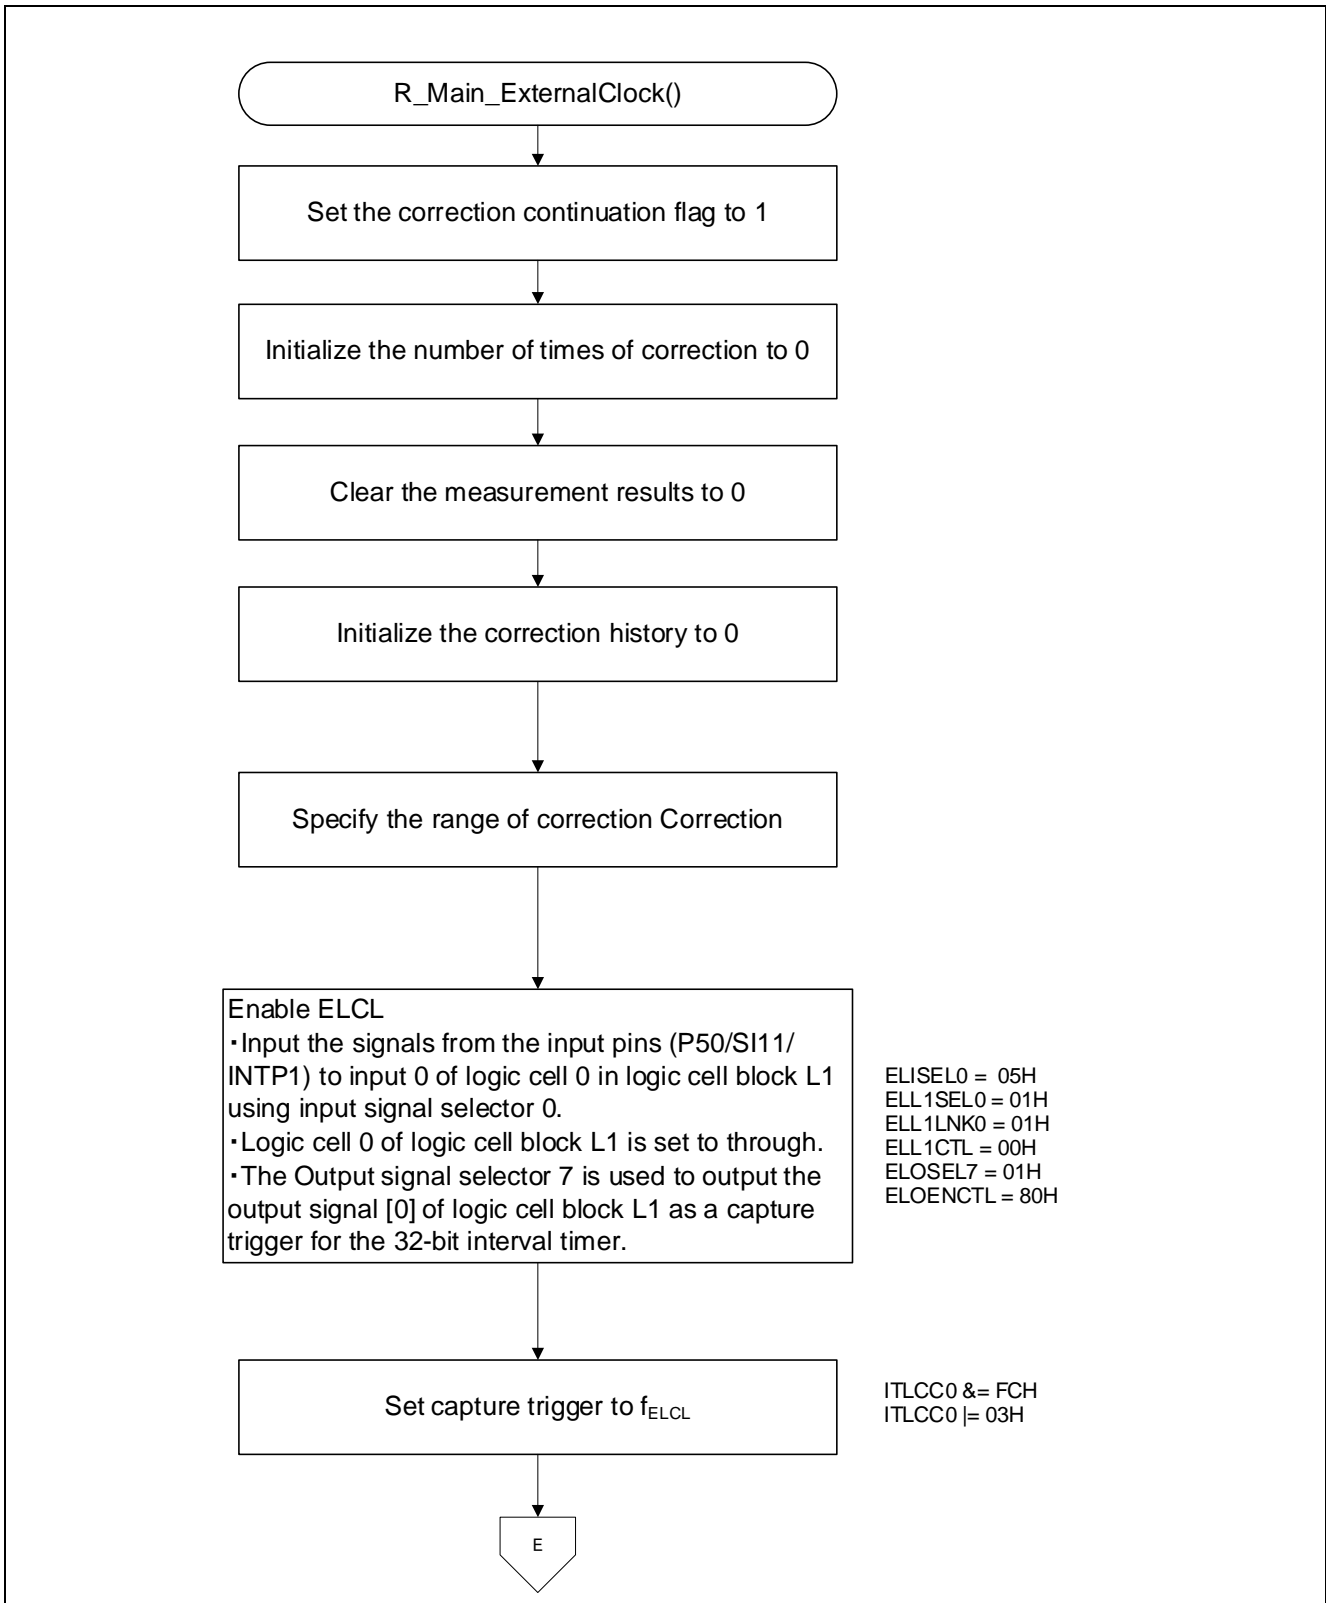 R_Main_ExternalClock()
Set the correction continuation flag to 1
Initialize the number of times of correction to 0
Clear the measurement results to 0
Initialize the correction history to 0
Specify the range of correction Correction
Enable ELCL
・Input the signals from the input pins (P50/SI11/
INTP1) to input 0 of logic cell 0 in logic cell block L1
using input signal selector 0.
・Logic cell 0 of logic cell block L1 is set to through.
・The Output signal selector 7 is used to output the
output signal [0] of logic cell block L1 as a capture
trigger for the 32-bit interval timer.
ELISEL0 = 05H
ELL1SEL0 = 01H
ELL1LNK0 = 01H
ELL1CTL = 00H
ELOSEL7 = 01H
ELOENCTL = 80H
Set capture trigger to fELCL
ITLCC0 &= FCH
ITLCC0 |= 03H
E